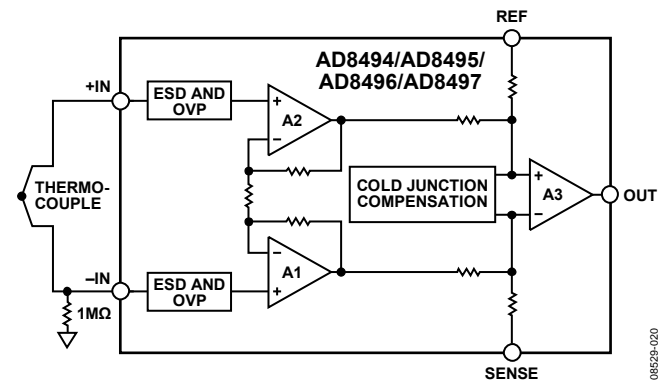 REF
AD8494/AD8495/
AD8496/AD8497
+IN
ESD AND
OVP
+
A2
–
THERMO-
COUPLE
COLD JUNCTION
COMPENSATION
+
A3
–
OUT
–IN
ESD AND
OVP
–
A1
+
1MΩ
SENSE
08529-020